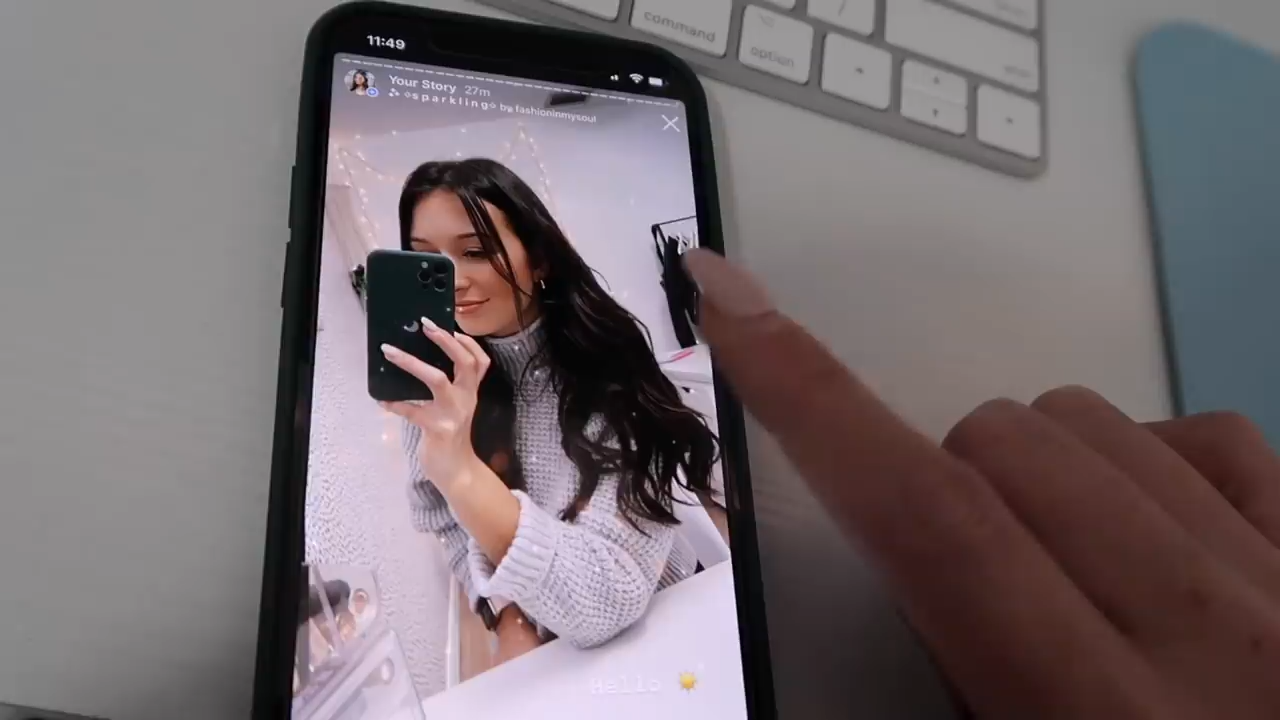 command
option
11:49
Your Story 27m
✧sparkling✧ by fashioninmysoul
Hello ☀️